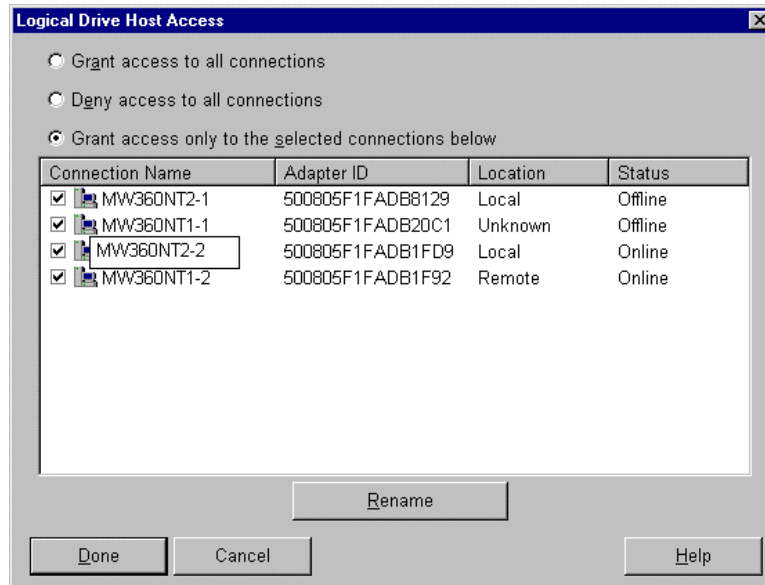 Logical Drive Host Access
Grant access to all connections
Deny access to all connections
Grant access only to the selected connections below
Connection Name Adapter ID Location Status
MW360NT2-1 500805F1FADB8129 Local Offline
MW360NT1-1 500805F1FADB20C1 Unknown Offline
MW360NT2-2 500805F1FADB1FD9 Local Online
MW360NT1-2 500805F1FADB1F92 Remote Online
Rename
Done Cancel Help